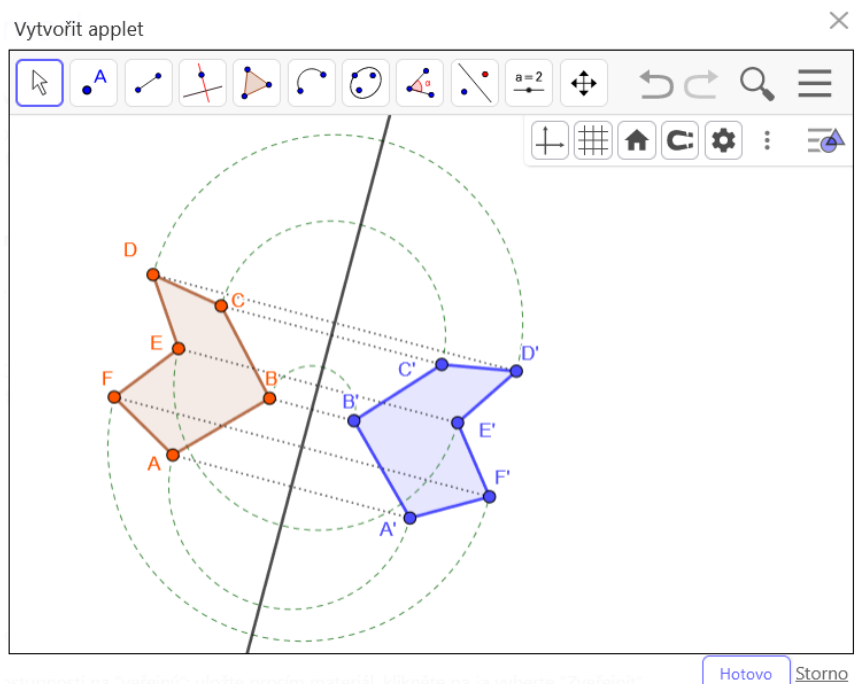 Vytvořit applet
A
α
a = 2
D
C
E
F
B
A
D'
C'
B'
E'
F'
A'
Hotovo
Storno